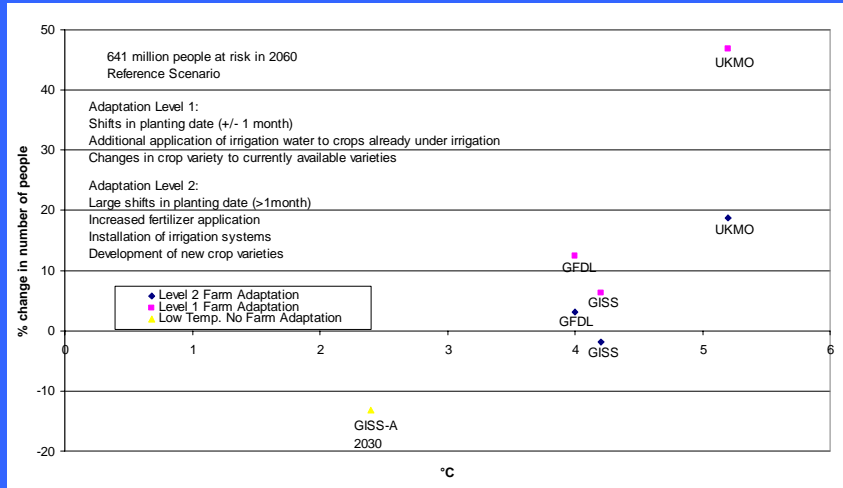 50
641 million people at risk in 2060
Reference Scenario
UKMO
40
Adaptation Level 1:
Shifts in planting date (+/- 1 month)
Additional application of irrigation water to crops already under irrigation
Changes in crop variety to currently available varieties
30
Adaptation Level 2:
Large shifts in planting date (>1month)
20
Increased fertilizer application
Installation of irrigation systems
Development of new crop varieties
UKMO
10
GFDL
GISS
Level 2 Farm Adaptation
Level 1 Farm Adaptation
Low Temp. No Farm Adaptation
GFDL
GISS
0
0 1 2 3 4 5 6
-10
GISS-A
2030
-20
% change in number of people
°C